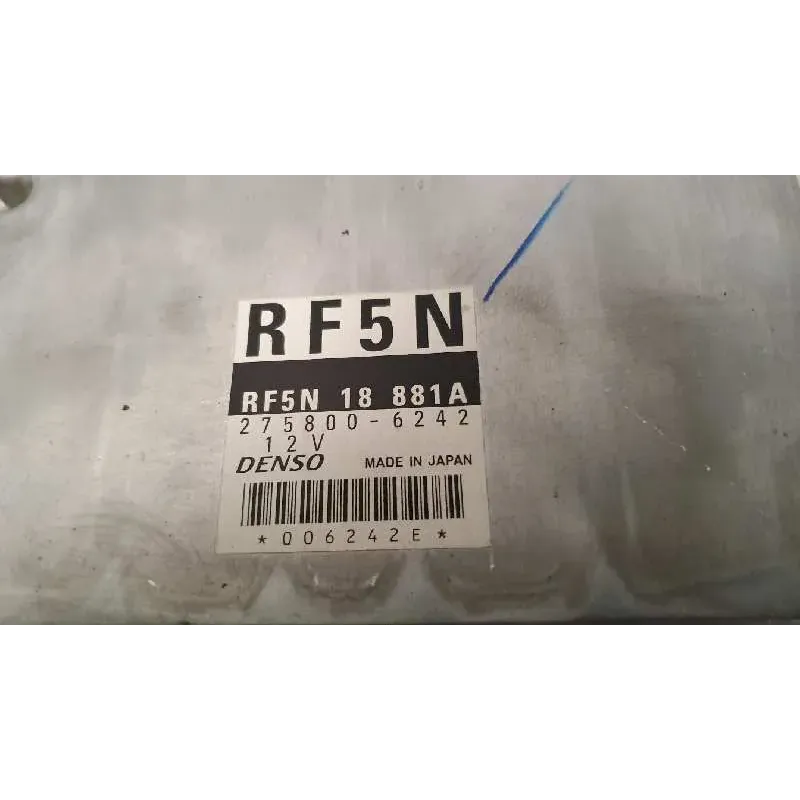 RF5N
RF5N 18 881A
275800-6242
12V
DENSO MADE IN JAPAN
*006242E*